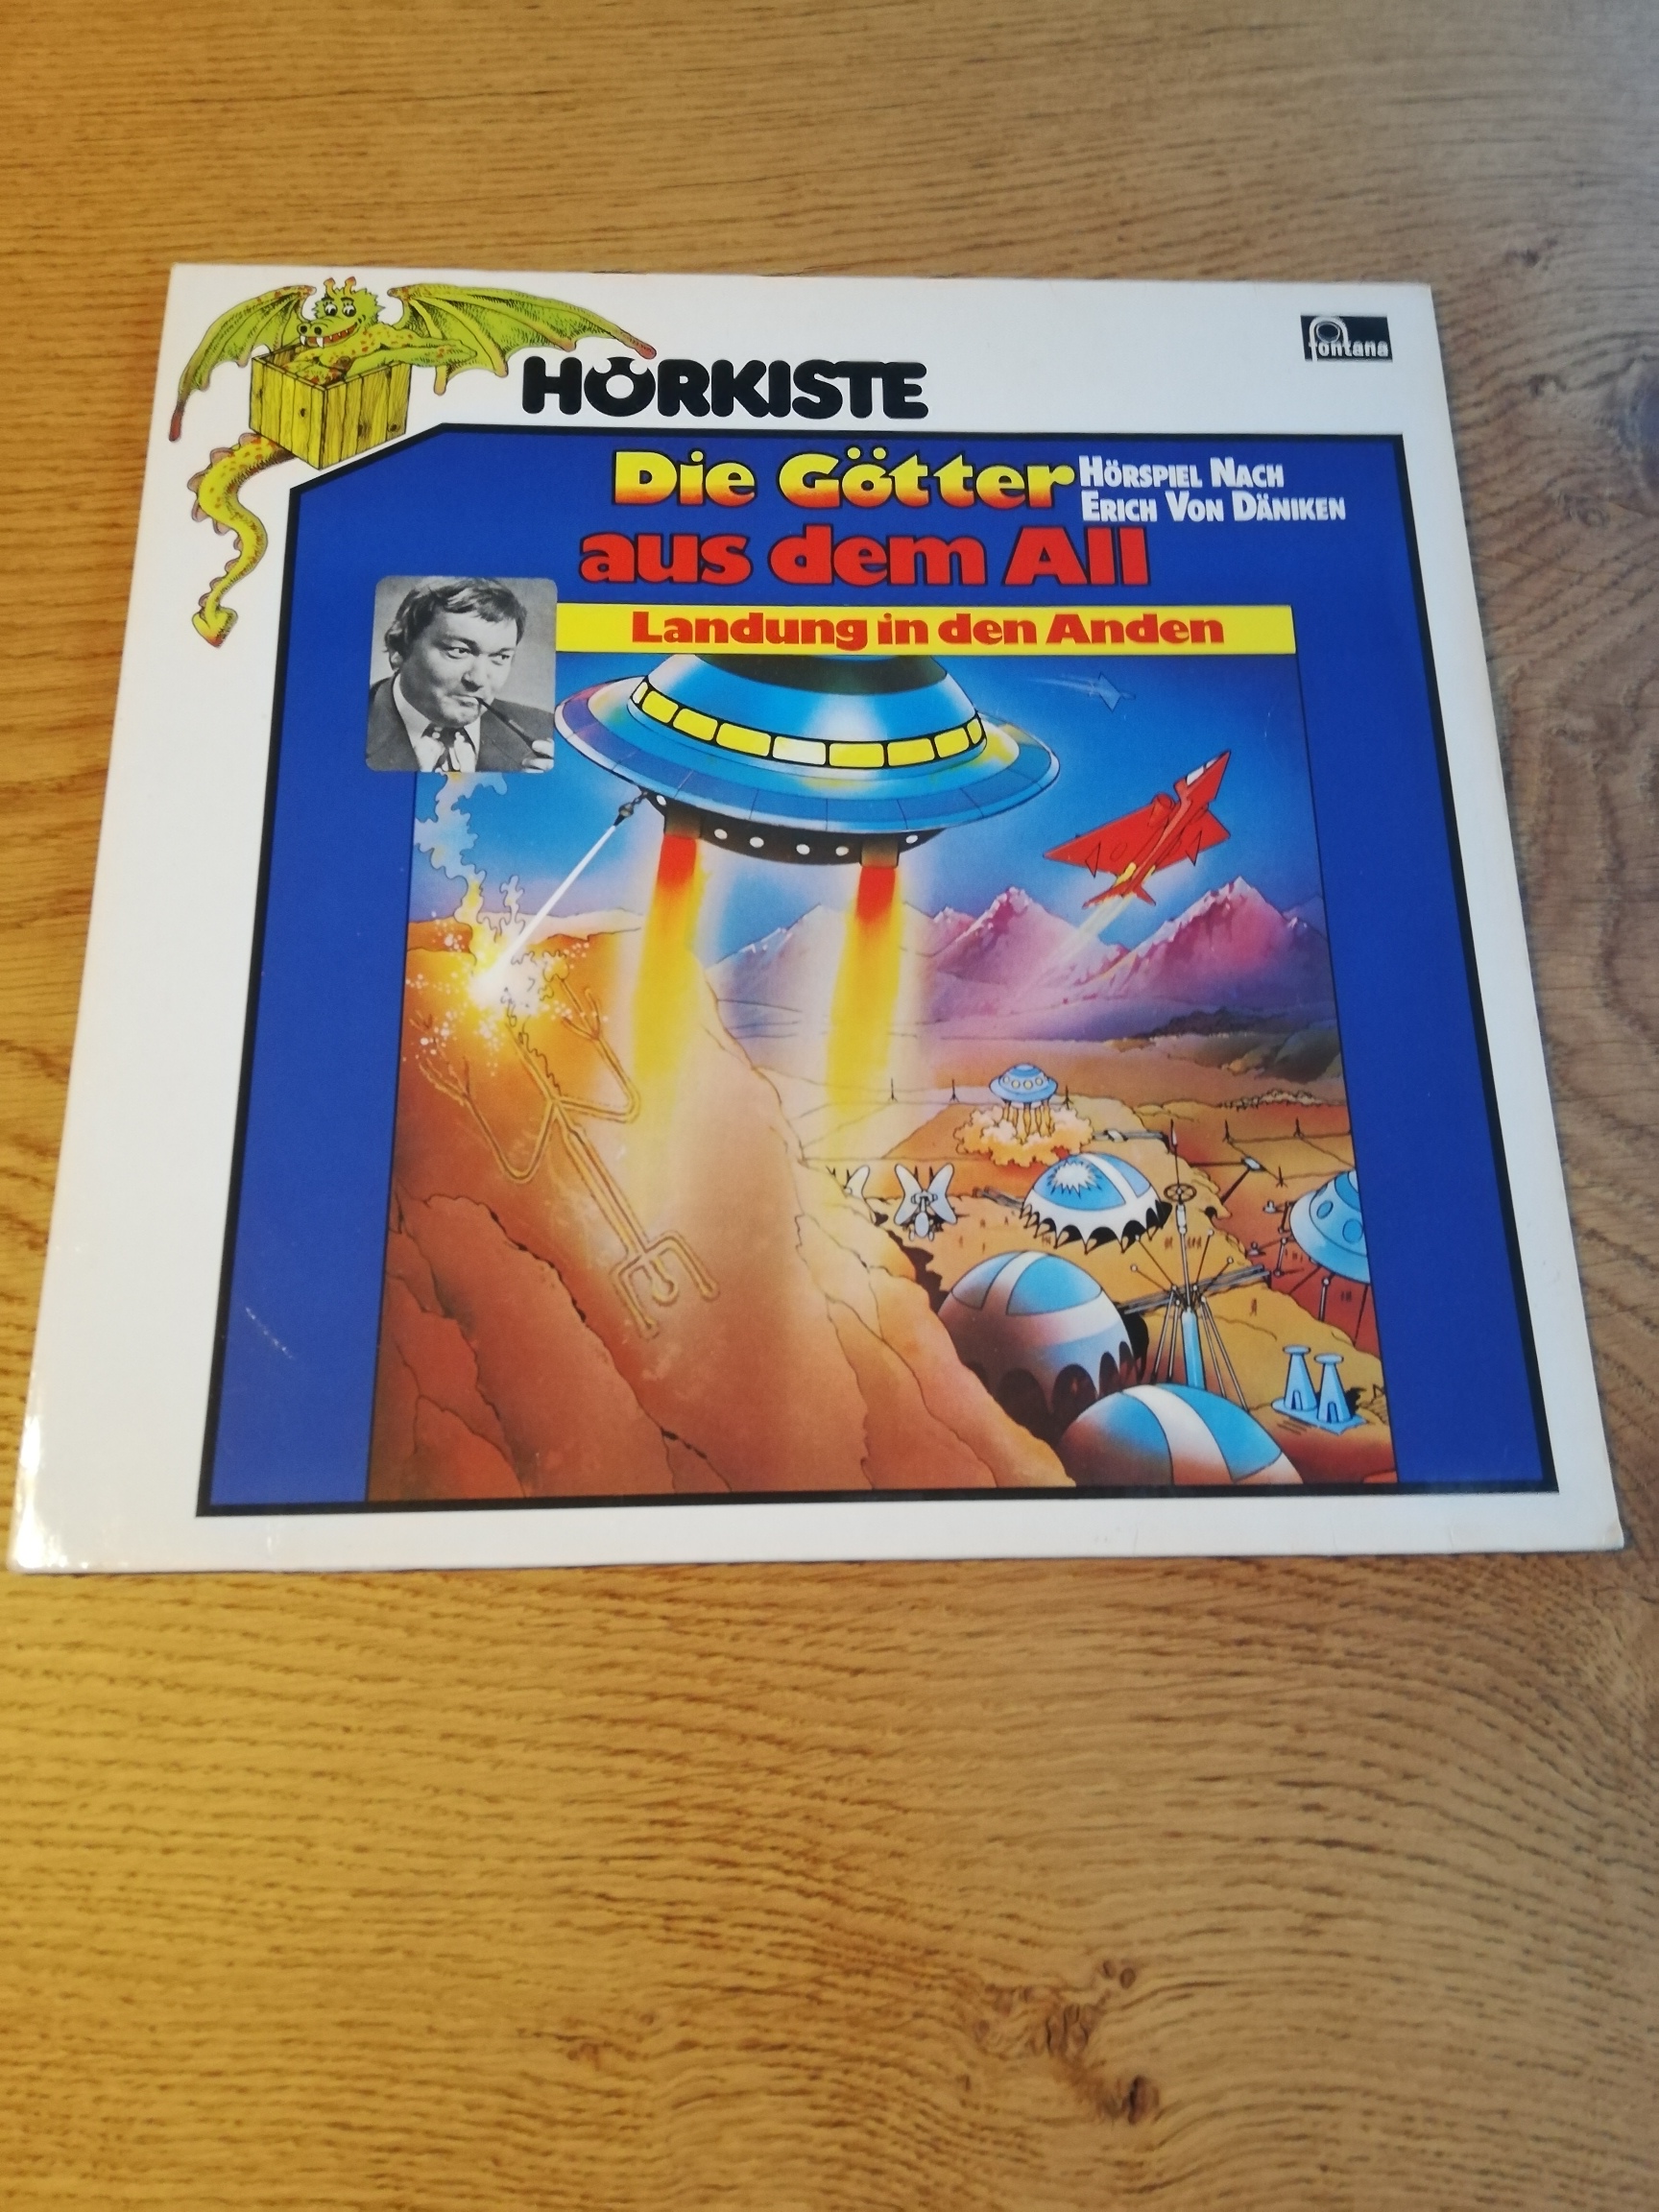 HÖRKISTE
fontana
Die Götter
HÖRSPIEL NACH
ERICH VON DÄNIKEN
aus dem All
Landung in den Anden